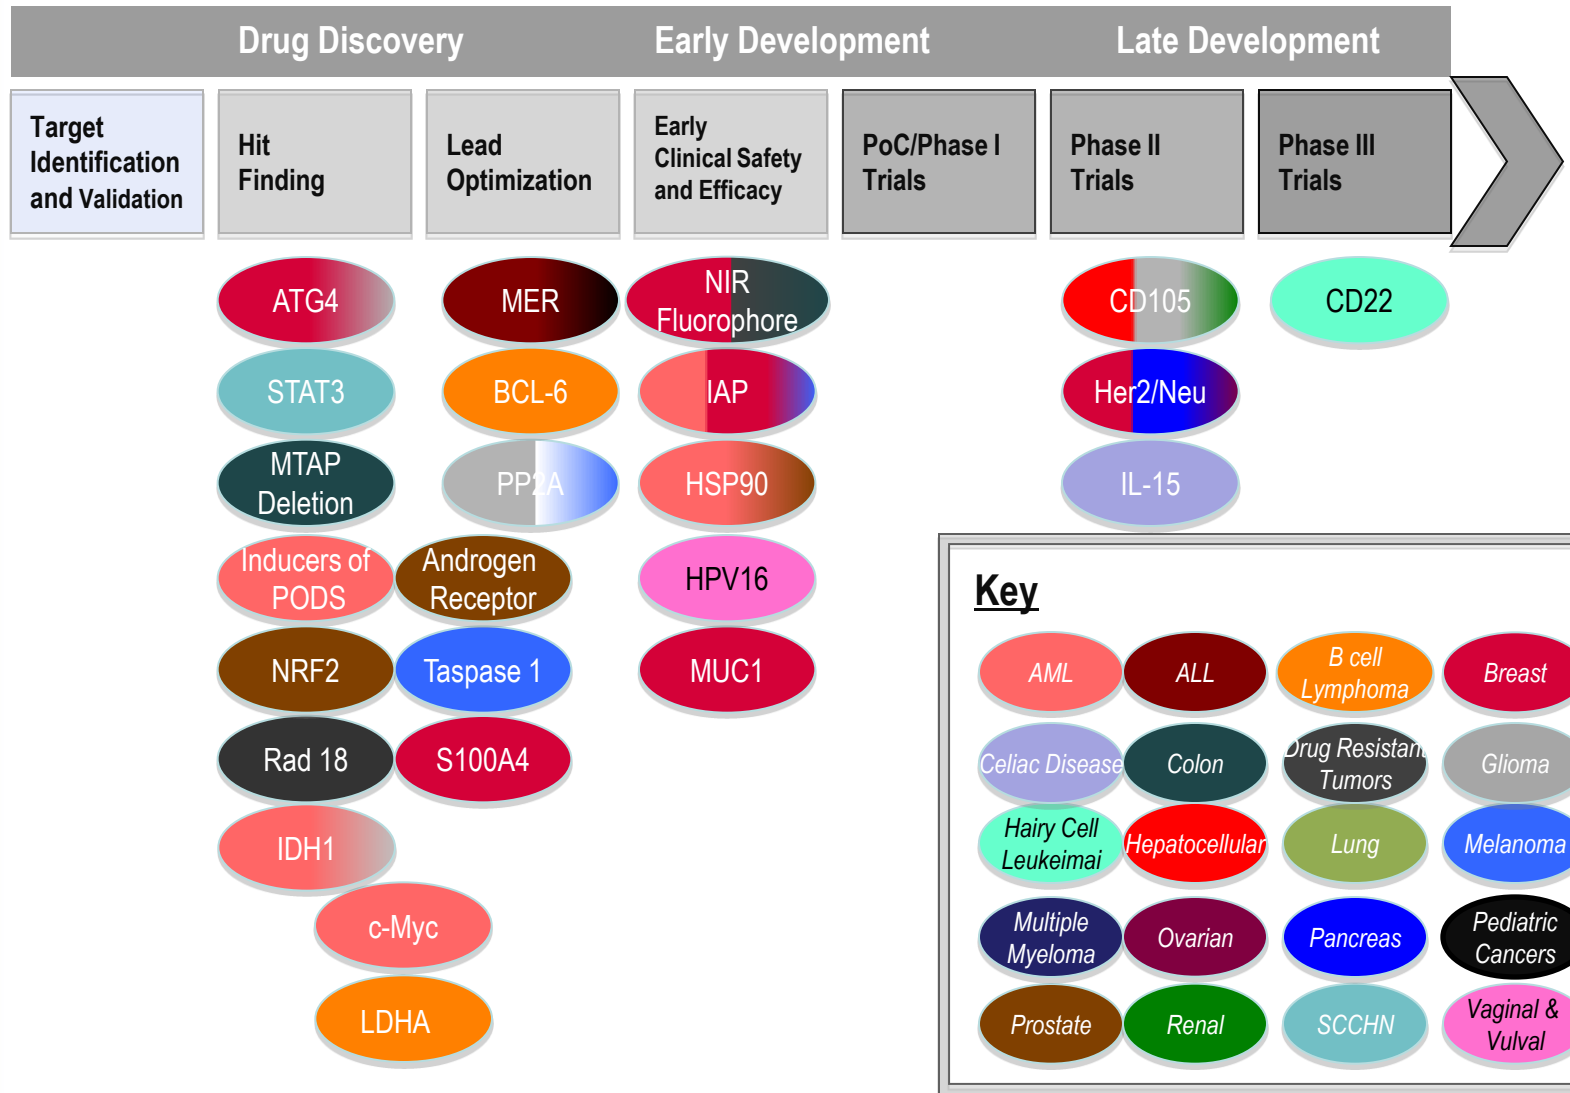 Drug Discovery
Early Development
Late Development
Target
Identification
and Validation
Hit
Finding
Lead
Optimization
Early
Clinical Safety
and Efficacy
PoC/Phase I
Trials
Phase II
Trials
Phase III
Trials
ATG4
STAT3
MTAP
Deletion
Inducers of
PODS
NRF2
Rad 18
IDH1
c-Myc
LDHA
MER
BCL-6
PP2A
Androgen
Receptor
Taspase 1
S100A4
NIR
Fluorophore
IAP
HSP90
HPV16
MUC1
CD105
Her2/Neu
IL-15
CD22
Key
AML
ALL
B cell
Lymphoma
Breast
Celiac Disease
Colon
Drug Resistant
Tumors
Glioma
Hairy Cell
Leukeimai
Hepatocellular
Lung
Melanoma
Multiple
Myeloma
Ovarian
Pancreas
Pediatric
Cancers
Prostate
Renal
SCCHN
Vaginal &
Vulval